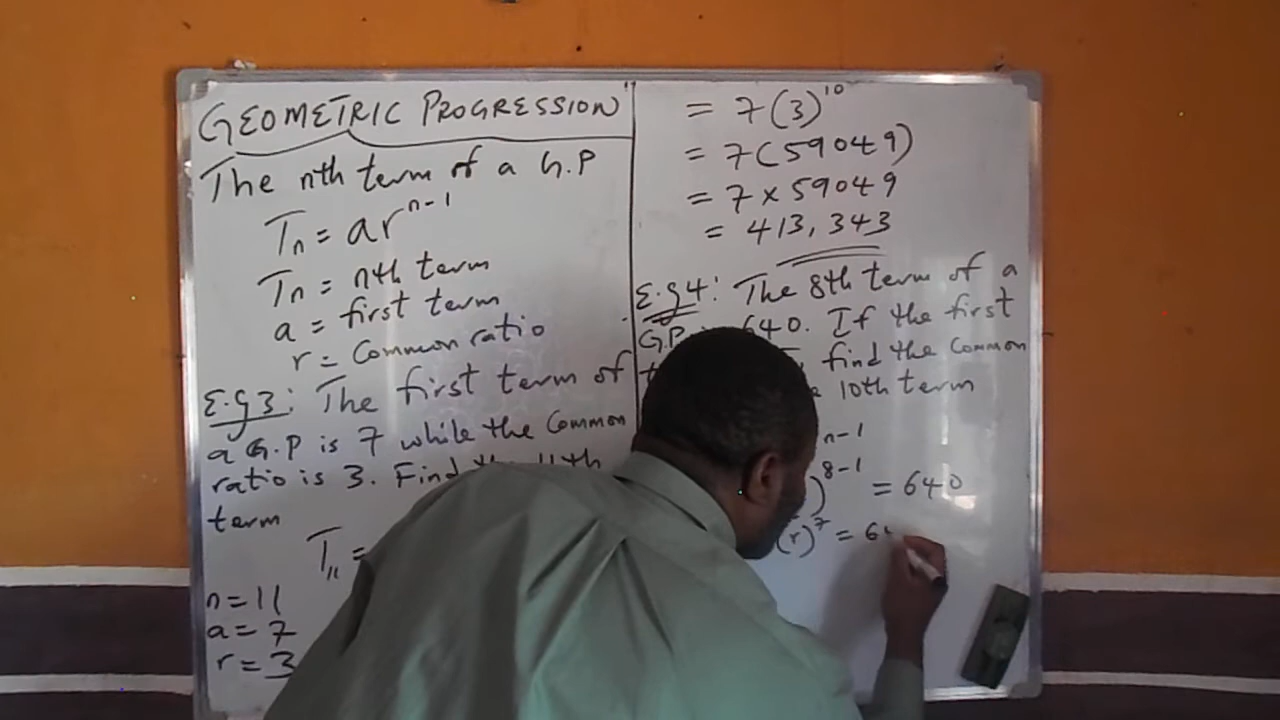 GEOMETRIC PROGRESSION
The nth term of a G.P
Tn = ar^n-1
Tn = nth term
a = first term
r = Common ratio
E.g 3: The first term of
a G.P is 7 while the Common
ratio is 3. Find 11th
term
T11 =
n = 11
a = 7
r = 3
= 7(3)^10
= 7(59049)
= 7 x 59049
= 413,343
E.g 4: The 8th term of a
G.P 640. If the first
find the Common
10th term
n-1
)^8-1 = 640
(r)^7 = 64